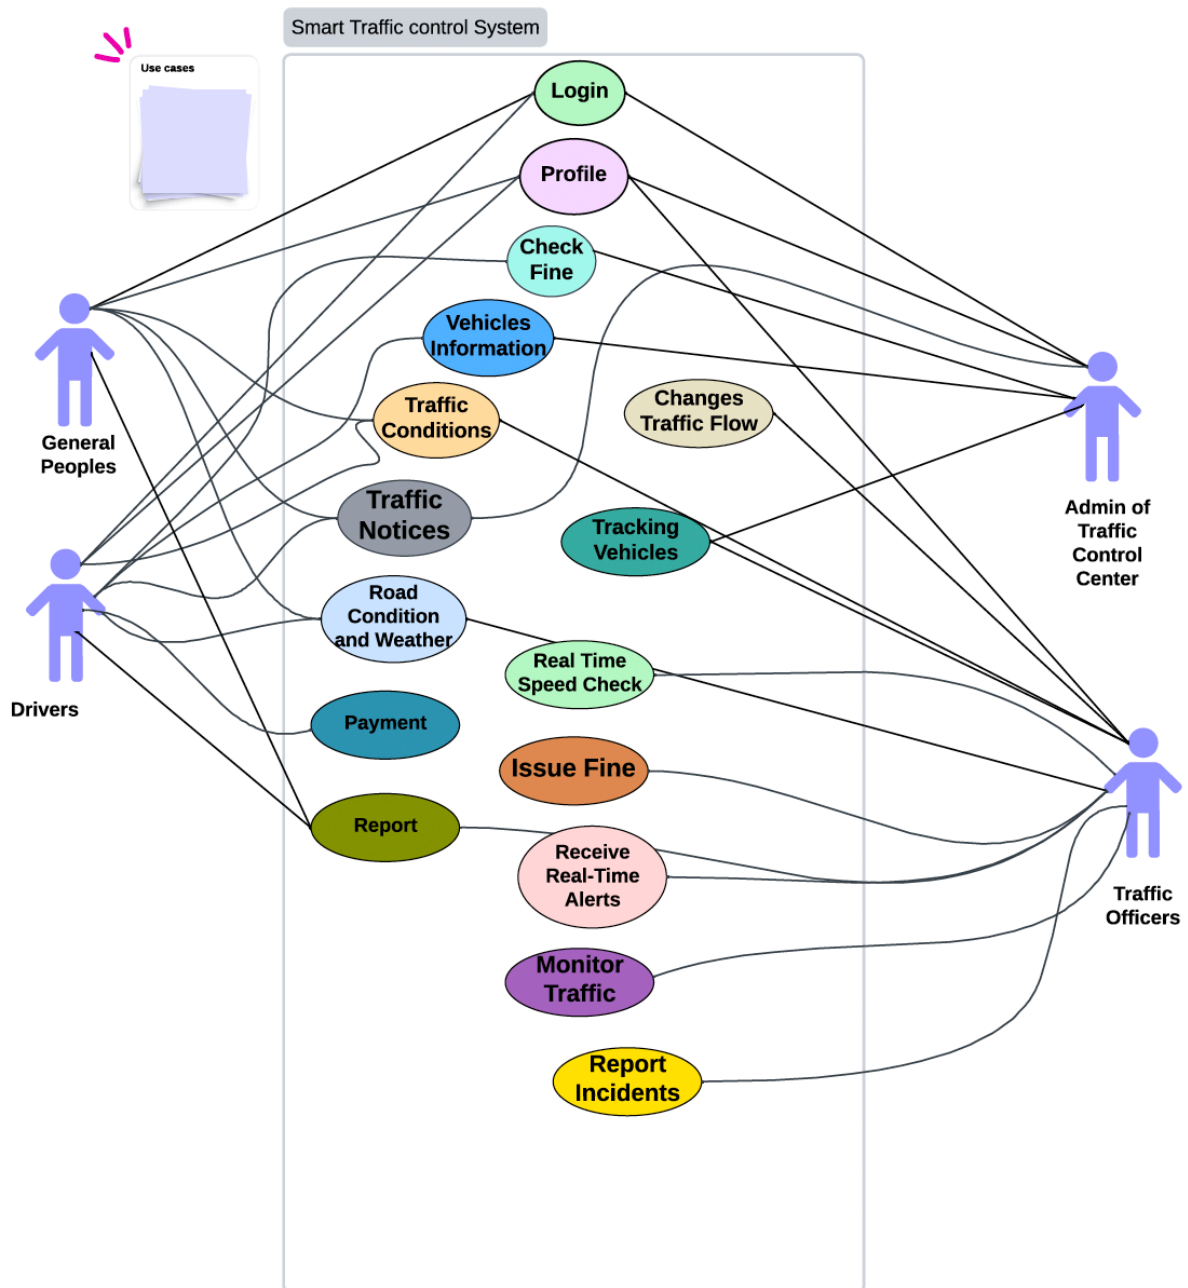 Smart Traffic control System
Use cases
Login
Profile
Check
Fine
Vehicles
Information
Traffic
Conditions
Changes
Traffic Flow
General
Peoples
Traffic
Notices
Tracking
Vehicles
Admin of
Traffic
Control
Center
Road
Condition
and Weather
Real Time
Speed Check
Drivers
Payment
Issue Fine
Report
Receive
Real-Time
Alerts
Traffic
Officers
Monitor
Traffic
Report
Incidents